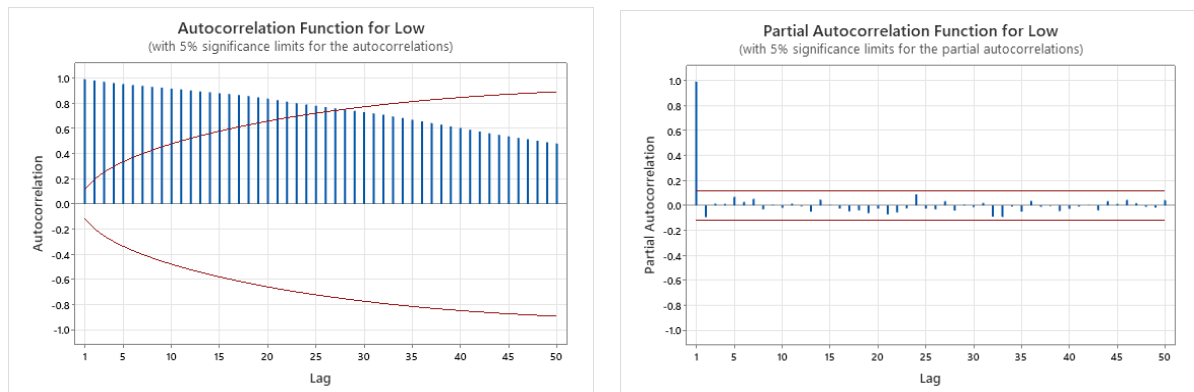 Autocorrelation Function for Low
(with 5% significance limits for the autocorrelations)
1.0
0.8
0.6
0.4
0.2
0.0
-0.2
-0.4
-0.6
-0.8
-1.0
Autocorrelation
1 5 10 15 20 25 30 35 40 45 50
Lag
Partial Autocorrelation Function for Low
(with 5% significance limits for the partial autocorrelations)
1.0
0.8
0.6
0.4
0.2
0.0
-0.2
-0.4
-0.6
-0.8
-1.0
Partial Autocorrelation
1 5 10 15 20 25 30 35 40 45 50
Lag